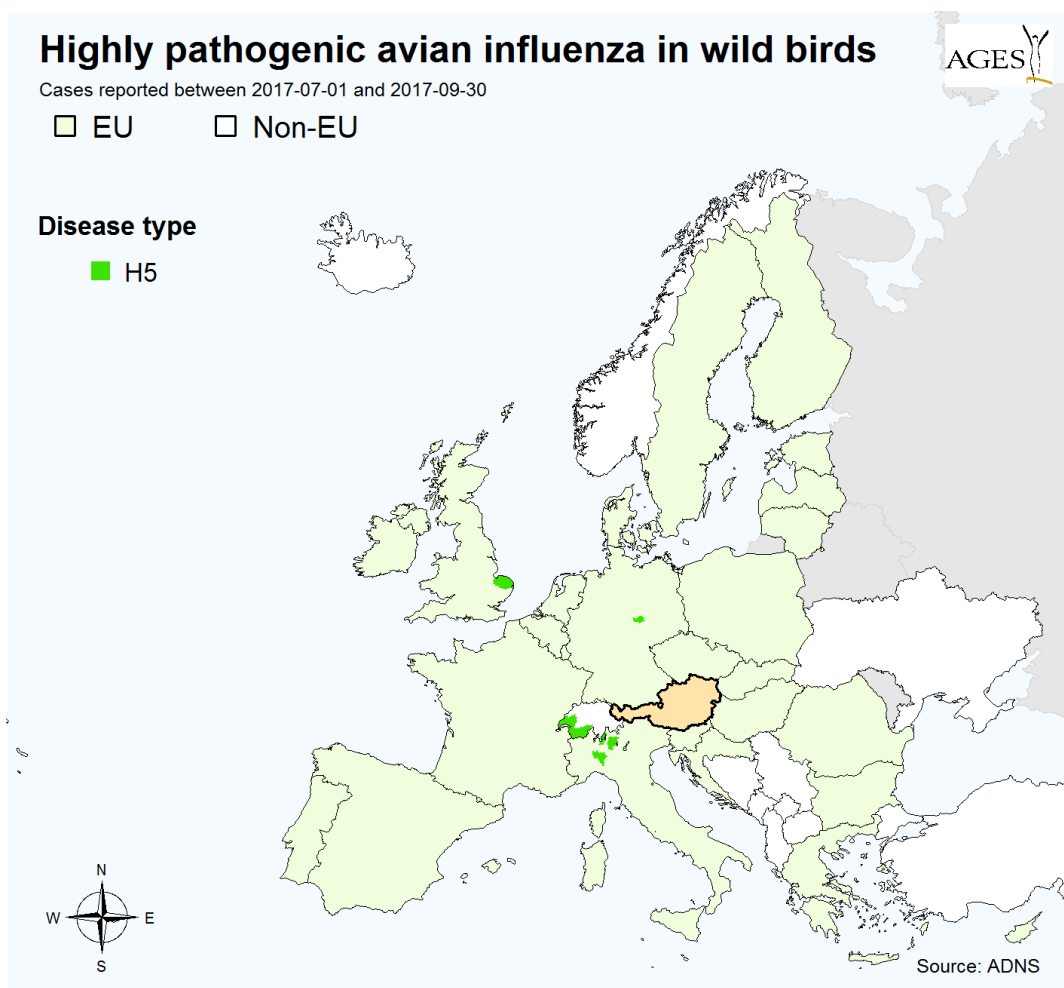 Highly pathogenic avian influenza in wild birds
AGES
Cases reported between 2017-07-01 and 2017-09-30
EU Non-EU
Disease type
H5
N
W E
S
Source: ADNS